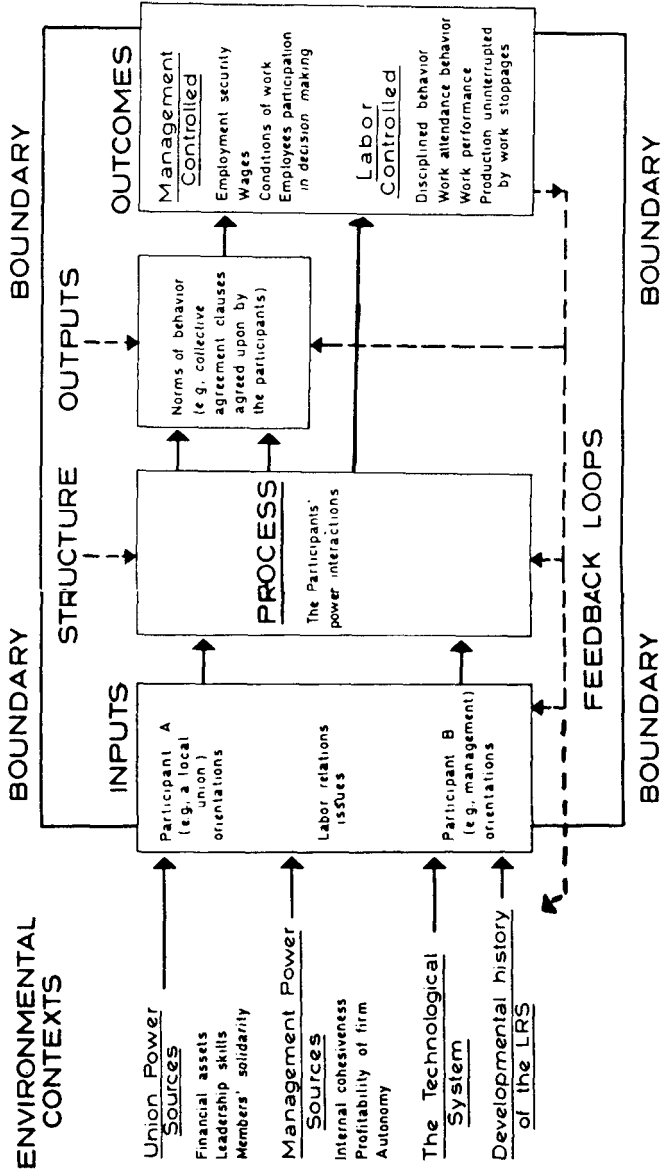 ENVIRONMENTAL
CONTEXTS
Union Power
Sources
Financial assets
Leadership skills
Members' solidarity
Management Power
Sources
Internal cohesiveness
Profitability of firm
Autonomy
The Technological
System
Developmental history
of the LRS
BOUNDARY
INPUTS
Participant A
(e.g., a local
union)
orientations
Labor relations
issues
Participant B
(e.g., management)
orientations
BOUNDARY
STRUCTURE
PROCESS
The Participants'
power interactions
OUTPUTS
Norms of behavior
(e g, collective
agreement clauses
agreed upon by
the participants)
BOUNDARY
OUTCOMES
Management
Controlled
Employment security
Wages
Conditions of work
Employees participation
in decision making
Labor
Controlled
Disciplined behavior
Work attendance behavior
Work performance
Production uninterrupted
by work stoppages
FEEDBACK LOOPS
BOUNDARY